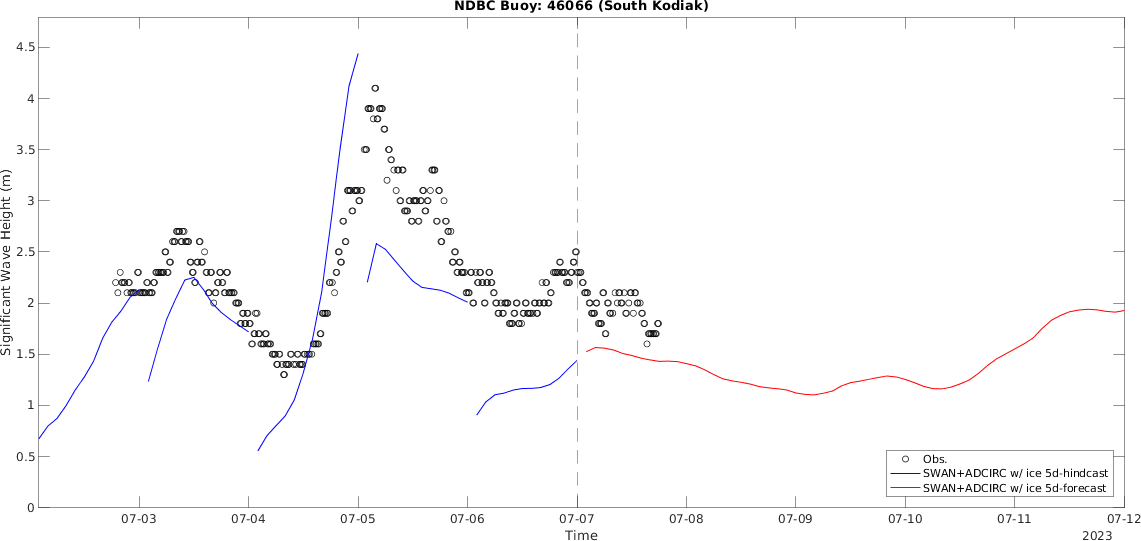 NDBC Buoy: 46066 (South Kodiak)
Significant Wave Height (m)
4.5
4
3.5
3
2.5
2
1.5
1
0.5
0
07-03 07-04 07-05 07-06 07-07 07-08 07-09 07-10 07-11 07-12
Time
2023
Obs.
SWAN+ADCIRC w/ ice 5d-hindcast
SWAN+ADCIRC w/ ice 5d-forecast